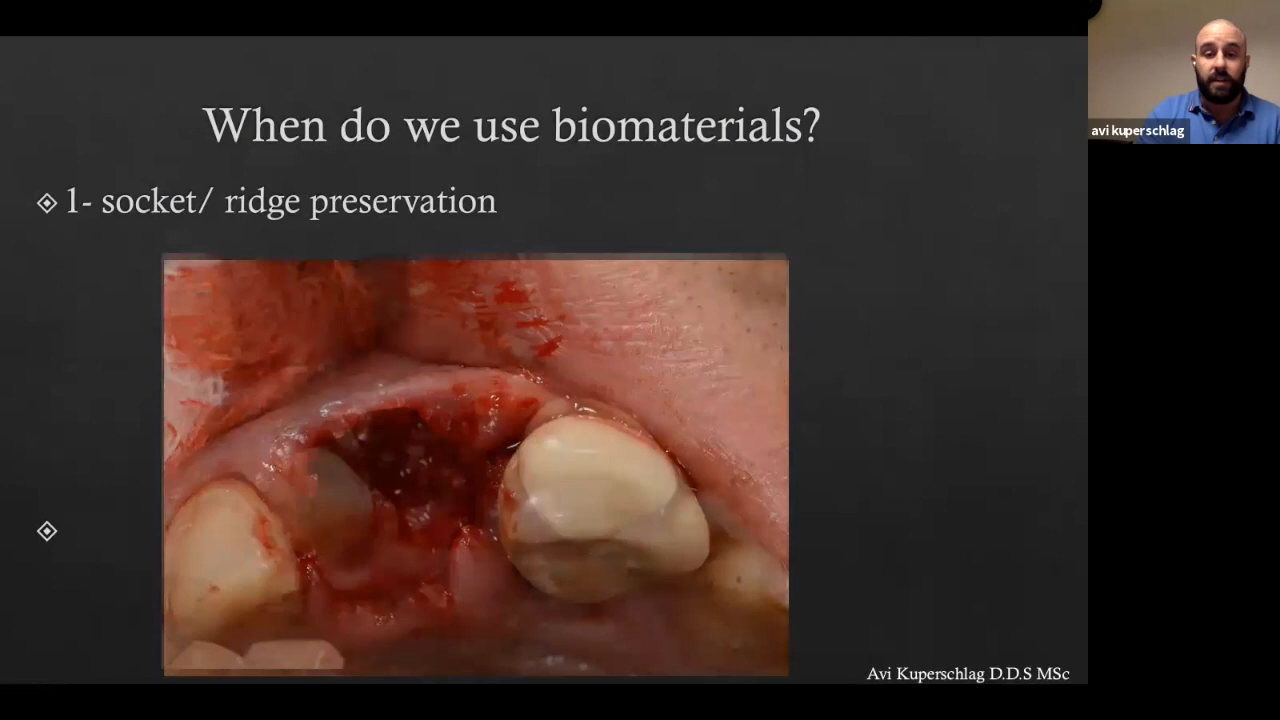 When do we use biomaterials?
1- socket/ ridge preservation
Avi Kuperschlag D.D.S MSc
avi kuperschlag